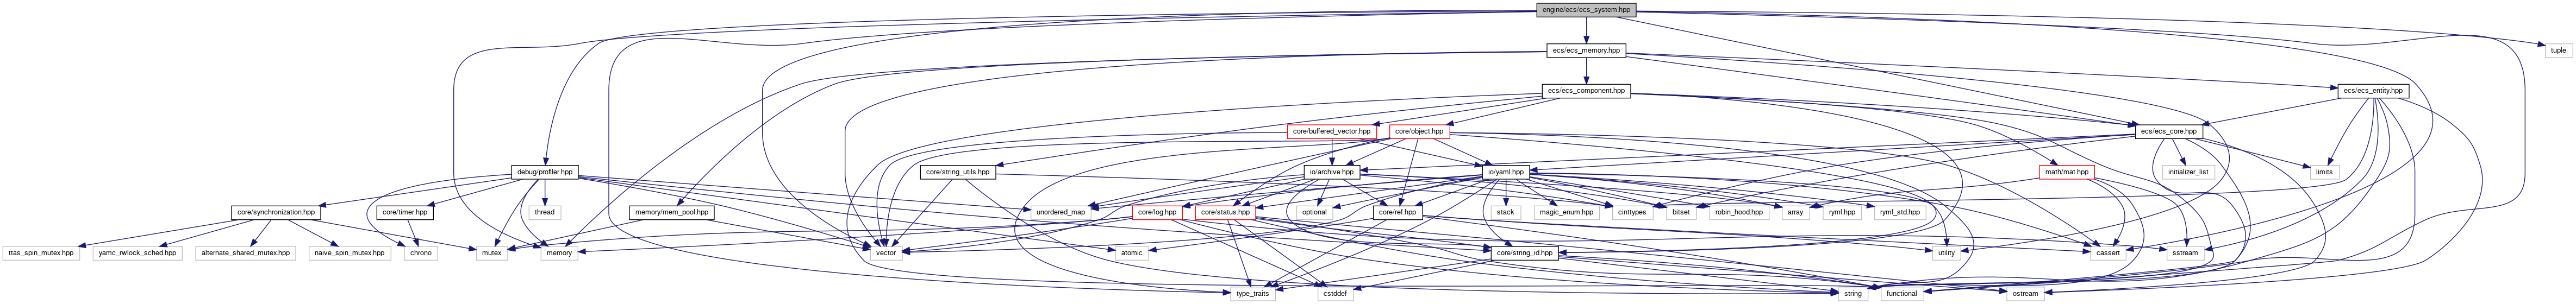 engine/ecs/ecs_system.hpp
ecs/ecs_memory.hpp
tuple
ecs/ecs_component.hpp
ecs/ecs_entity.hpp
core/buffered_vector.hpp
core/object.hpp
ecs/ecs_core.hpp
debug/profiler.hpp
core/string_utils.hpp
io/archive.hpp
io/yaml.hpp
math/mat.hpp
initializer_list
limits
core/synchronization.hpp
core/timer.hpp
thread
memory/mem_pool.hpp
unordered_map
core/log.hpp
core/status.hpp
optional
core/ref.hpp
stack
magic_enum.hpp
cinttypes
bitset
robin_hood.hpp
array
ryml.hpp
ryml_std.hpp
ttas_spin_mutex.hpp
yamc_rwlock_sched.hpp
alternate_shared_mutex.hpp
naive_spin_mutex.hpp
chrono
mutex
memory
vector
atomic
core/string_id.hpp
utility
cassert
sstream
type_traits
cstddef
string
functional
ostream